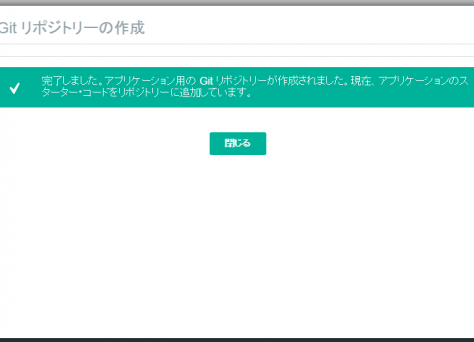 Git リポジトリーの作成
完了しました。アプリケーション用の Git リポジトリーが作成されました。現在、アプリケーションのス
ターター・コードをリポジトリーに追加しています。
閉じる